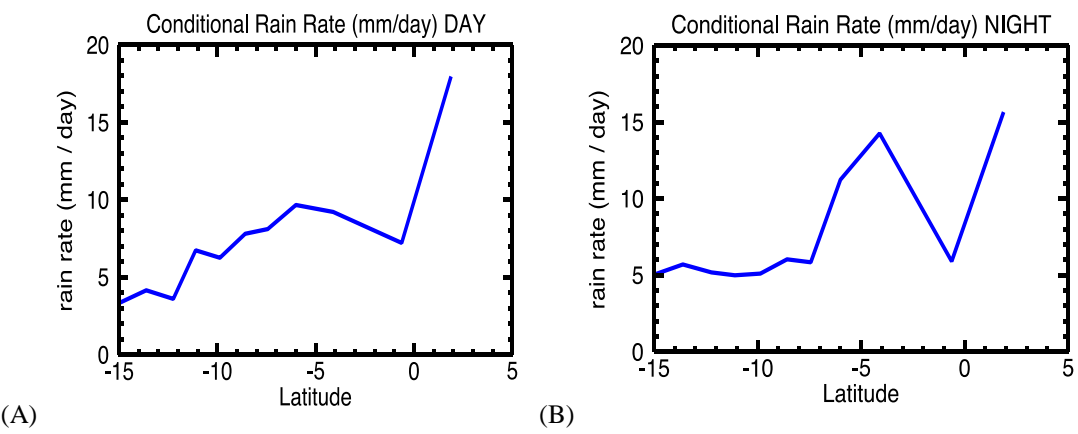 Conditional Rain Rate (mm/day) DAY
20
15
10
5
0
rain rate (mm / day)
-15 -10 -5 0 5
Latitude
(A)
Conditional Rain Rate (mm/day) NIGHT
20
15
10
5
0
rain rate (mm / day)
-15 -10 -5 0 5
Latitude
(B)